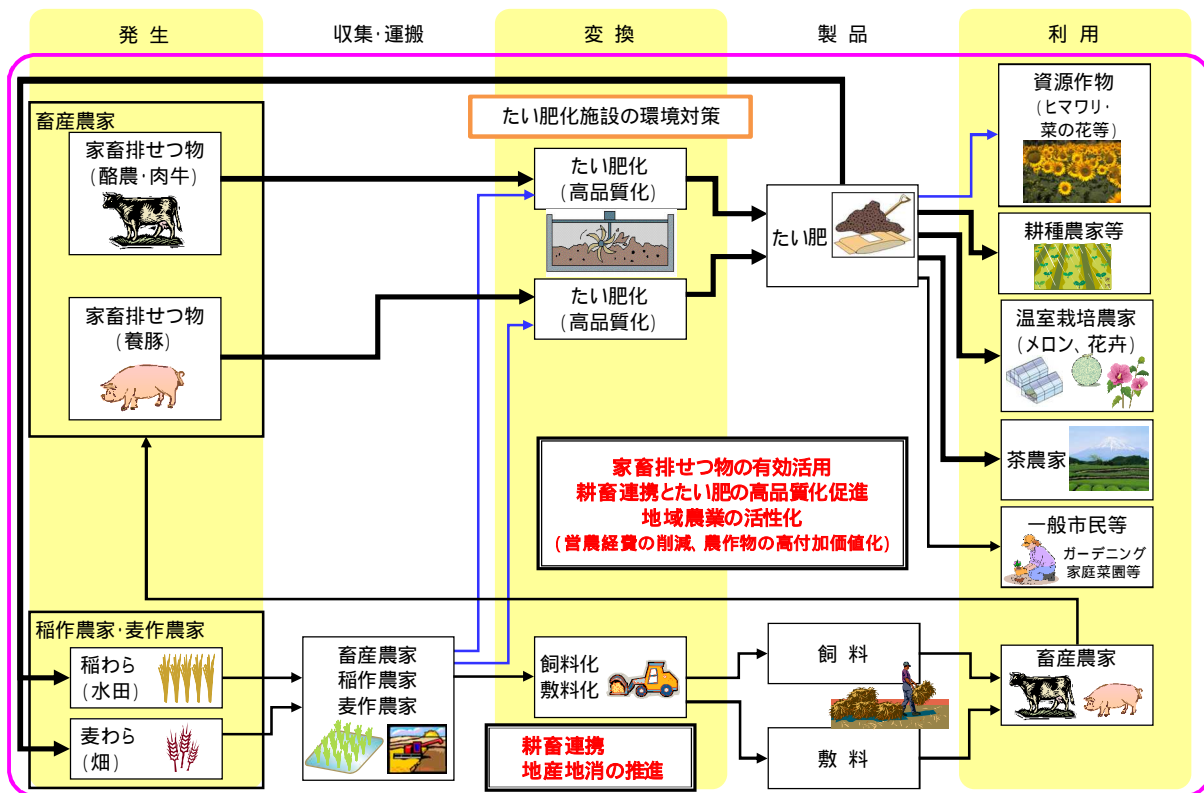 発 生
収集･運搬
変 換
製 品
利 用
畜産農家
家畜排せつ物
(酪農･肉牛)
家畜排せつ物
(養豚)
たい肥化施設の環境対策
たい肥化
(高品質化)
たい肥化
(高品質化)
たい肥
資源作物
(ヒマワリ･
菜の花等)
耕種農家等
温室栽培農家
(メロン、花卉)
茶農家
一般市民等
ガーデニング
家庭菜園等
家畜排せつ物の有効活用
耕畜連携とたい肥の高品質化促進
地域農業の活性化
(営農経費の削減、農作物の高付加価値化)
稲作農家･麦作農家
稲わら
(水田)
麦わら
(畑)
畜産農家
稲作農家
麦作農家
飼料化
敷料化
飼 料
敷 料
畜産農家
耕畜連携
地産地消の推進